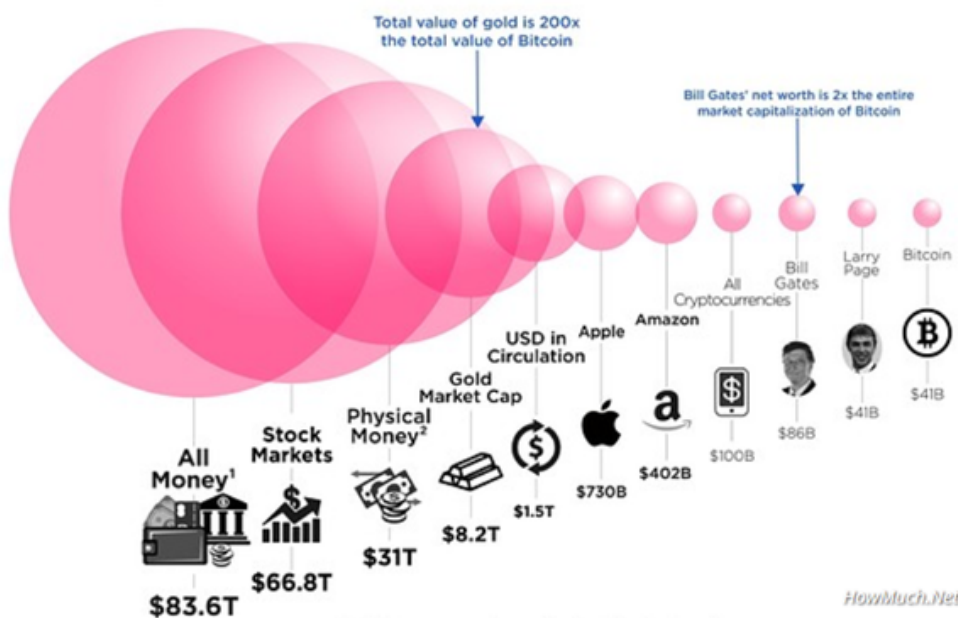 Total value of gold is 200x
the total value of Bitcoin
Bill Gates' net worth is 2x the entire
market capitalization of Bitcoin
All
Money¹
$83.6T
Stock
Markets
$66.8T
Physical
Money²
$31T
Gold
Market Cap
$8.2T
USD in
Circulation
$1.5T
Apple
$730B
Amazon
a
$402B
All
Cryptocurrencies
$100B
Bill
Gates
$86B
Larry
Page
$41B
Bitcoin
$41B
HowMuch.Net